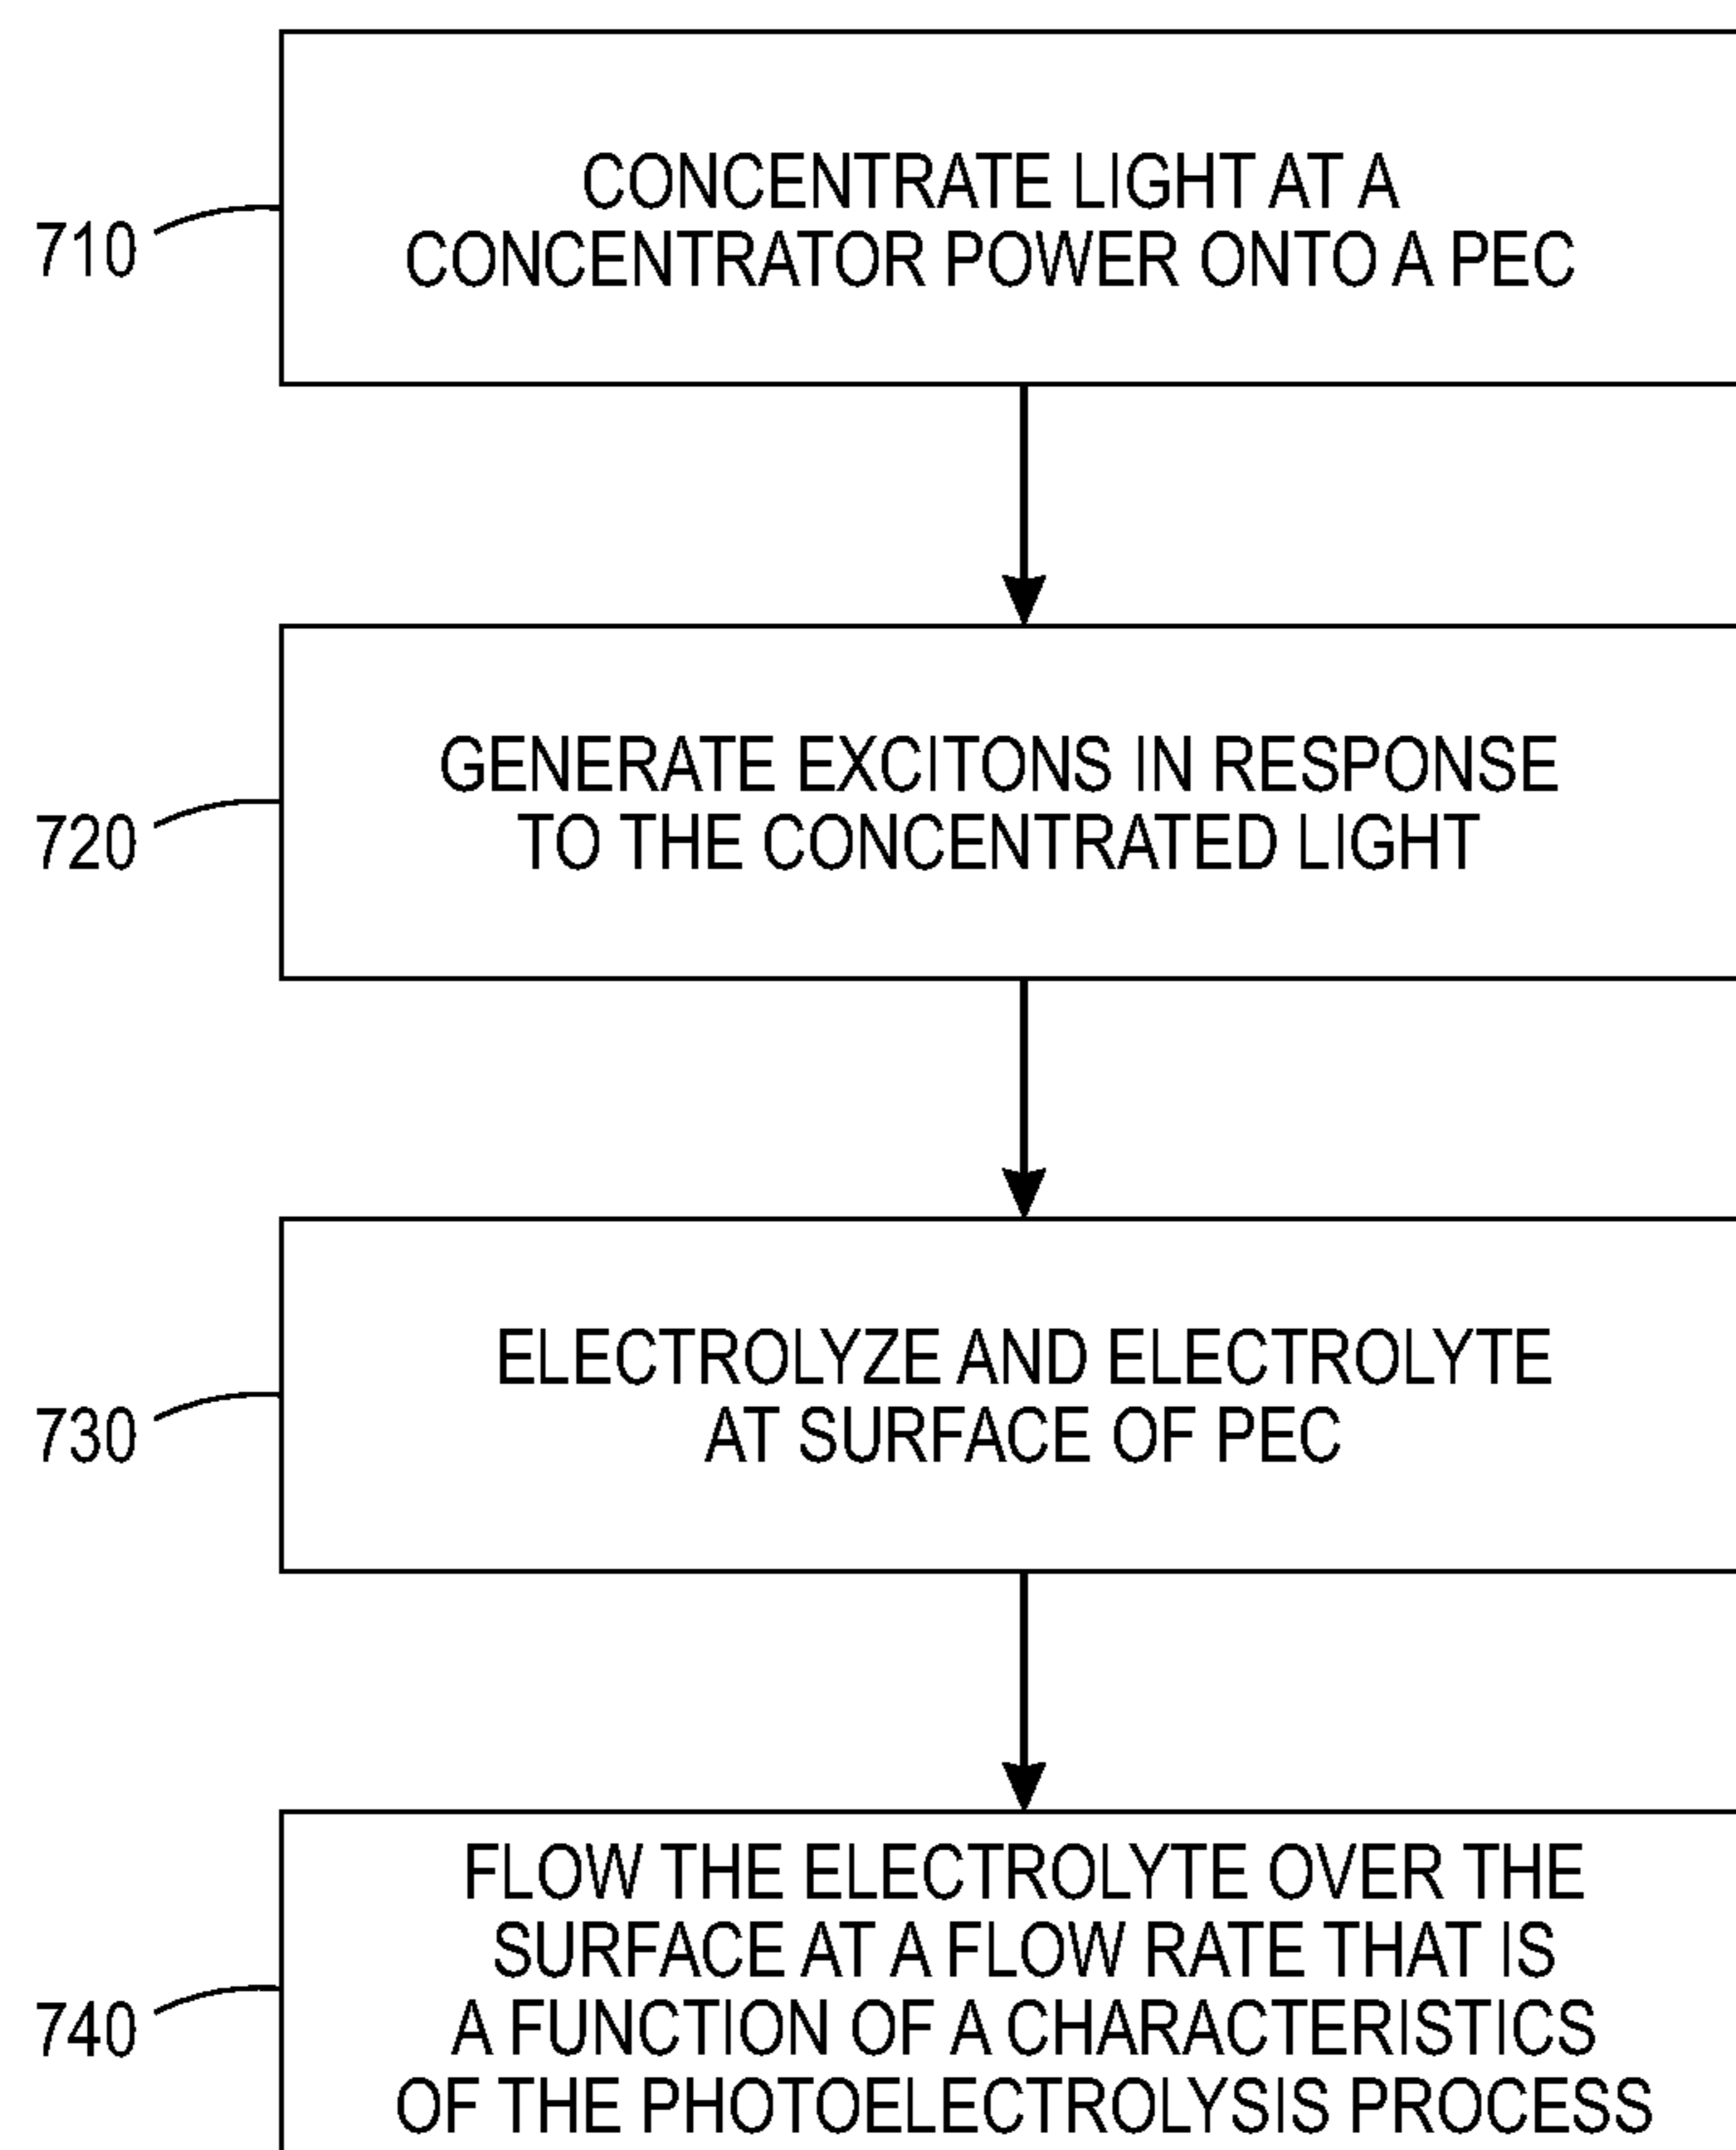 CONCENTRATE LIGHT AT A
CONCENTRATOR POWER ONTO A PEC
710
GENERATE EXCITONS IN RESPONSE
TO THE CONCENTRATED LIGHT
720
ELECTROLYZE AND ELECTROLYTE
AT SURFACE OF PEC
730
FLOW THE ELECTROLYTE OVER THE
SURFACE AT A FLOW RATE THAT IS
A FUNCTION OF A CHARACTERISTICS
OF THE PHOTOELECTROLYSIS PROCESS
740